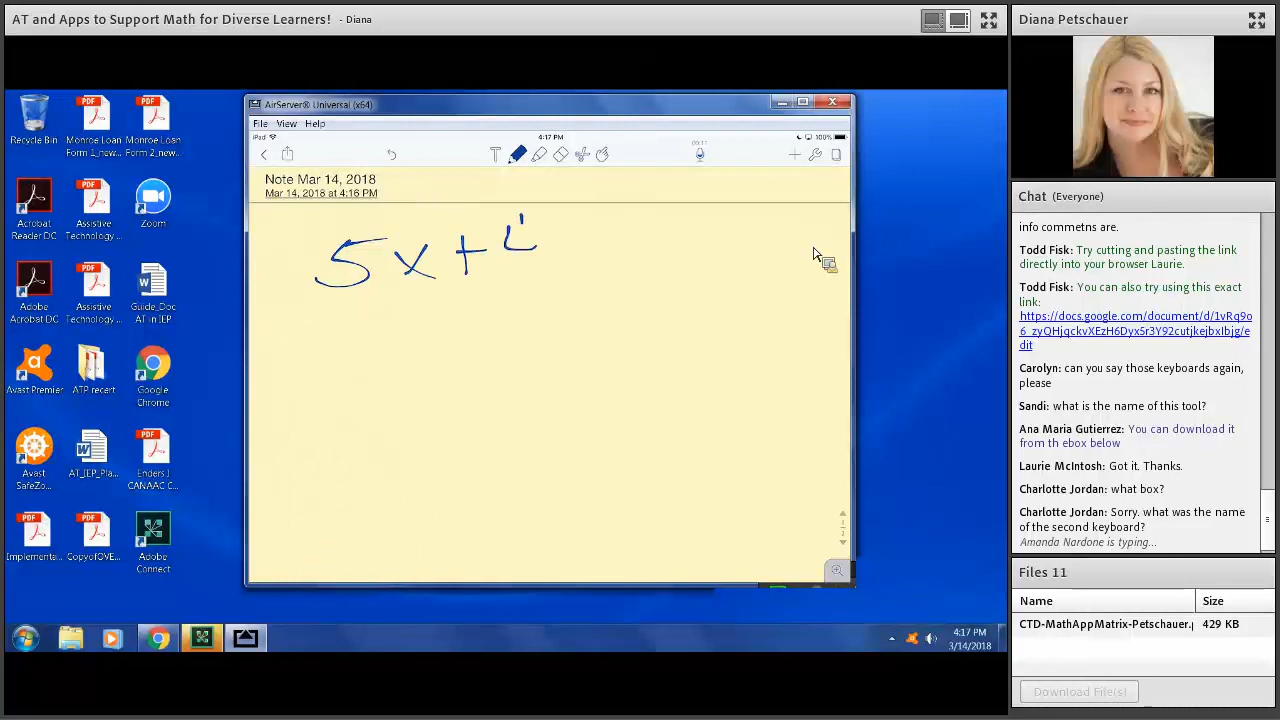 AT and Apps to Support Math for Diverse Learners! - Diana
Diana Petschauer
AirServer® Universal (x64)
File View Help
iPad
4:17 PM
100%
00:11
Note Mar 14, 2018
Mar 14, 2018 at 4:16 PM
5x+
Recycle Bin
Monroe Loan Form 1_new...
Monroe Loan Form 2_new...
Acrobat Reader DC
Assistive Technology ...
Zoom
Adobe Acrobat DC
Assistive Technology ...
Guide_Doc AT in IEP
Avast Premier
ATP recert
Google Chrome
Avast SafeZo...
AT_IEP_Pla...
Enders J CANAAC C...
Implementa...
CopyofOVE...
Adobe Connect
4:17 PM
3/14/2018
Chat (Everyone)
info commetns are.
Todd Fisk: Try cutting and pasting the link
directly into your browser Laurie.
Todd Fisk: You can also try using this exact
link:
https://docs.google.com/document/d/1vRq9o
6_zyQHjqckvXEzH6Dyx5r3Y92cutjkejbxIbjg/e
dit
Carolyn: can you say those keyboards again,
please
Sandi: what is the name of this tool?
Ana Maria Gutierrez: You can download it
from th ebox below
Laurie McIntosh: Got it. Thanks.
Charlotte Jordan: what box?
Charlotte Jordan: Sorry. what was the name
of the second keyboard?
Amanda Nardone is typing...
Files 11
Name Size
CTD-MathAppMatrix-Petschauer.p 429 KB
Download File(s)